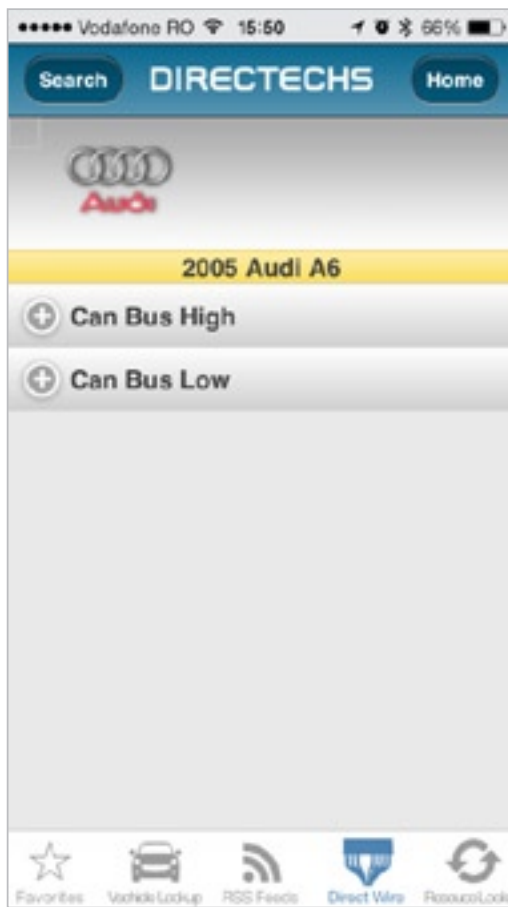 Vodafone RO 15:50 66%
Search DIRECTECHS Home
Audi
2005 Audi A6
Can Bus High
Can Bus Low
Favorites Vechicle Lookup RSS Feeds Direct Wire